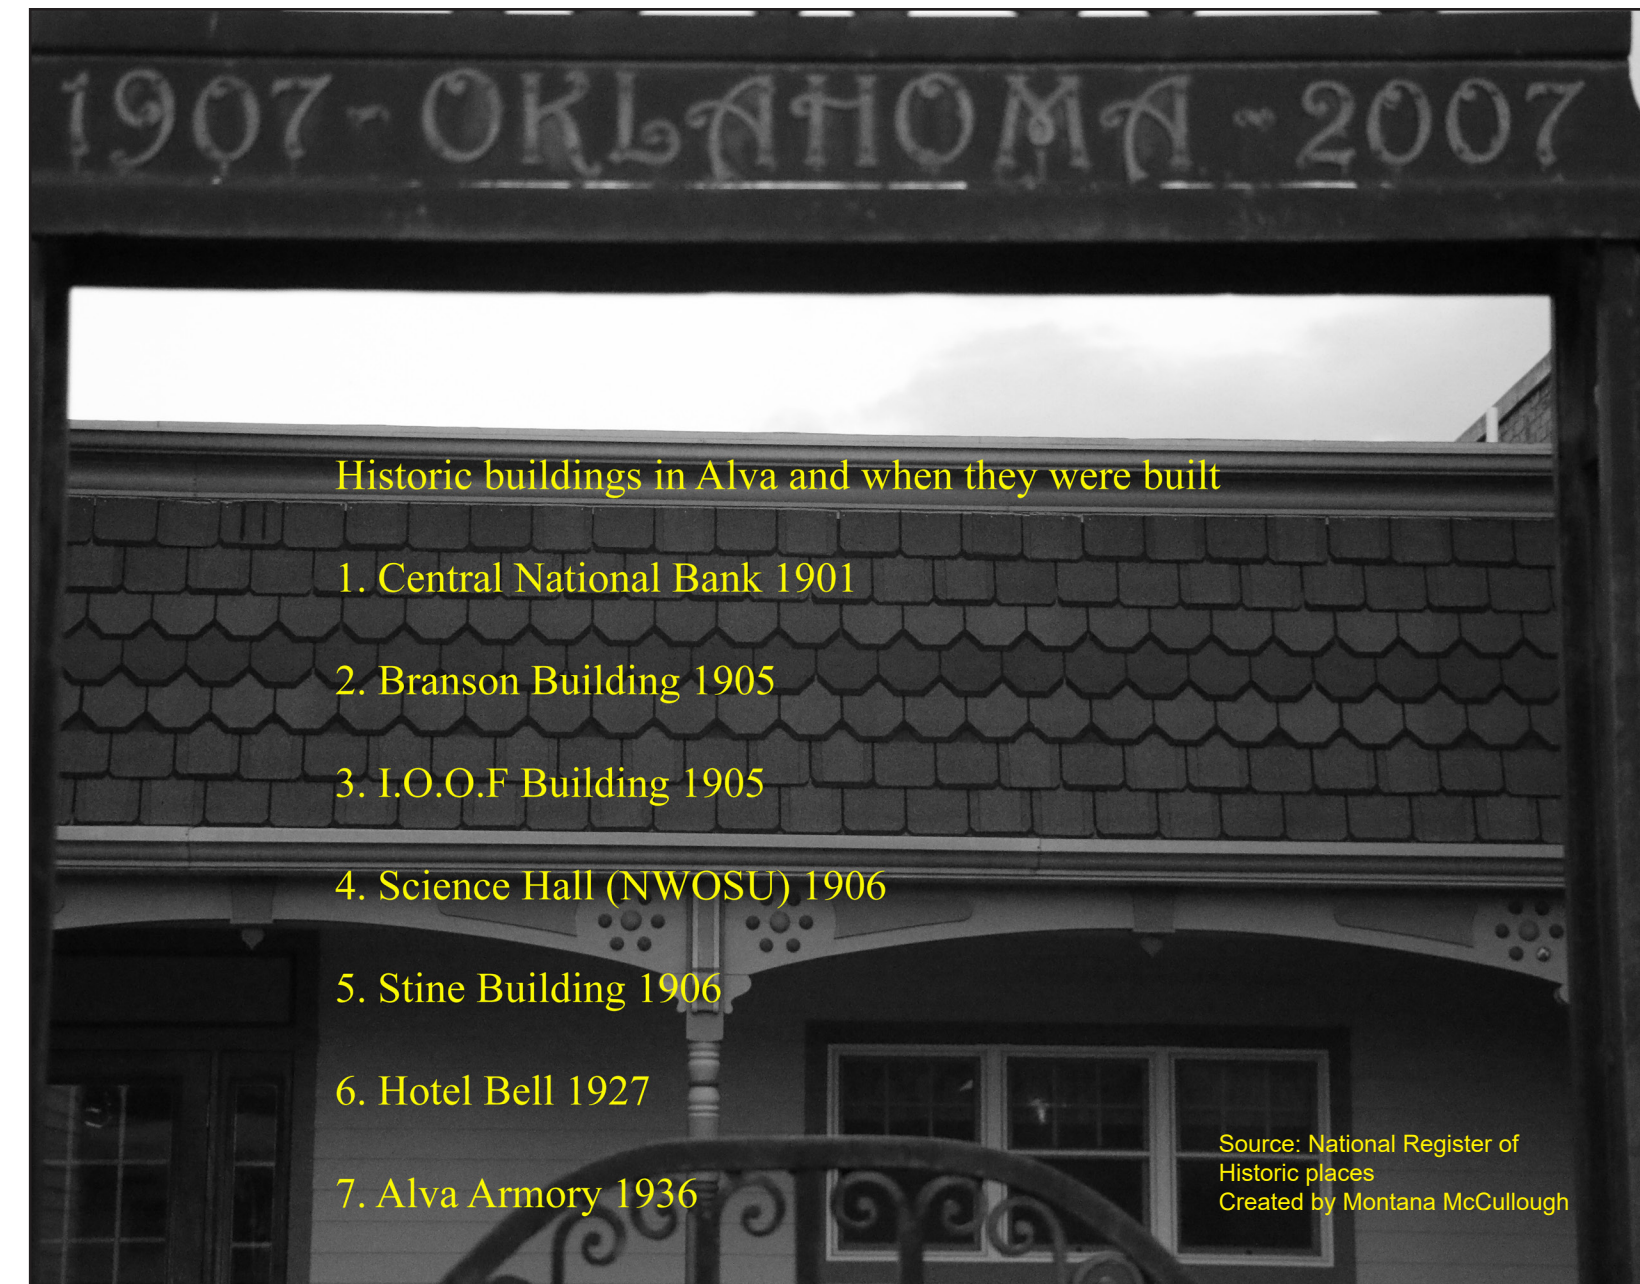 1907 - OKLAHOMA - 2007
Historic buildings in Alva and when they were built
1. Central National Bank 1901
2. Branson Building 1905
3. I.O.O.F Building 1905
4. Science Hall (NWOSU) 1906
5. Stine Building 1906
6. Hotel Bell 1927
7. Alva Armory 1936
Source: National Register of
Historic places
Created by Montana McCullough